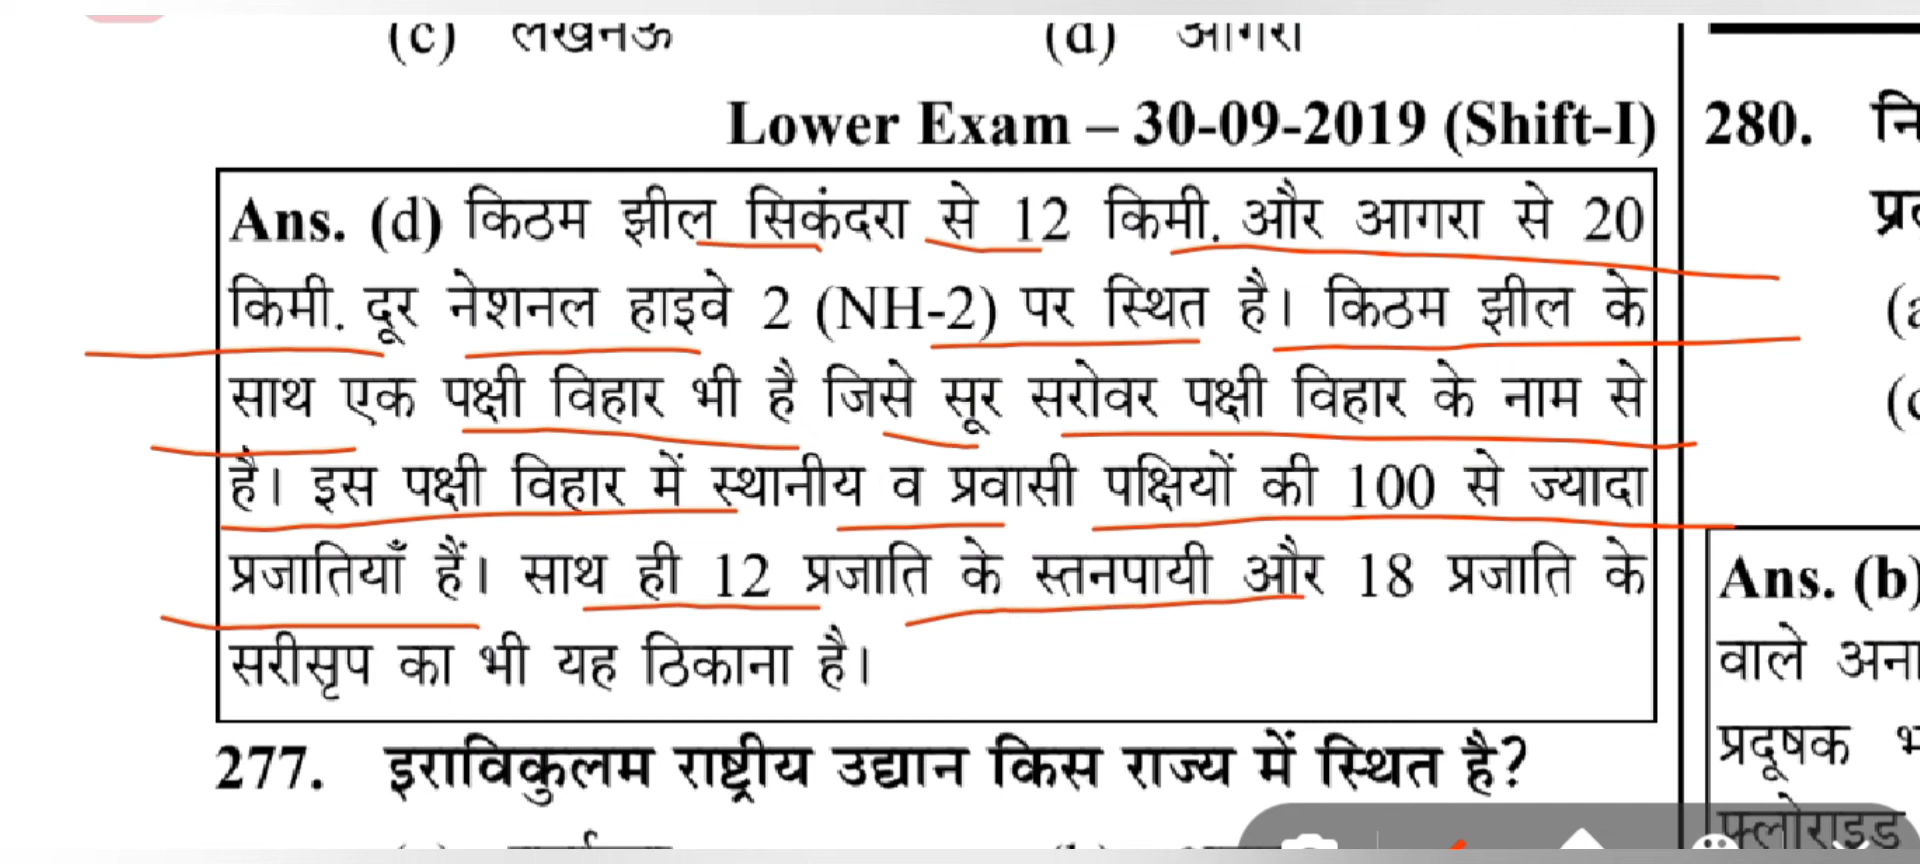 (c) लखनऊ (d) आगरा
Lower Exam – 30-09-2019 (Shift-I)
Ans. (d) किठम झील सिकंदरा से 12 किमी. और आगरा से 20
किमी. दूर नेशनल हाइवे 2 (NH-2) पर स्थित है। किठम झील के
साथ एक पक्षी विहार भी है जिसे सूर सरोवर पक्षी विहार के नाम से
है। इस पक्षी विहार में स्थानीय व प्रवासी पक्षियों की 100 से ज्यादा
प्रजातियाँ हैं। साथ ही 12 प्रजाति के स्तनपायी और 18 प्रजाति के
सरीसृप का भी यह ठिकाना है।
277. इराविकुलम राष्ट्रीय उद्यान किस राज्य में स्थित है?
280.
Ans. (b)
वाले
प्रदूषक
फ्लोराइड